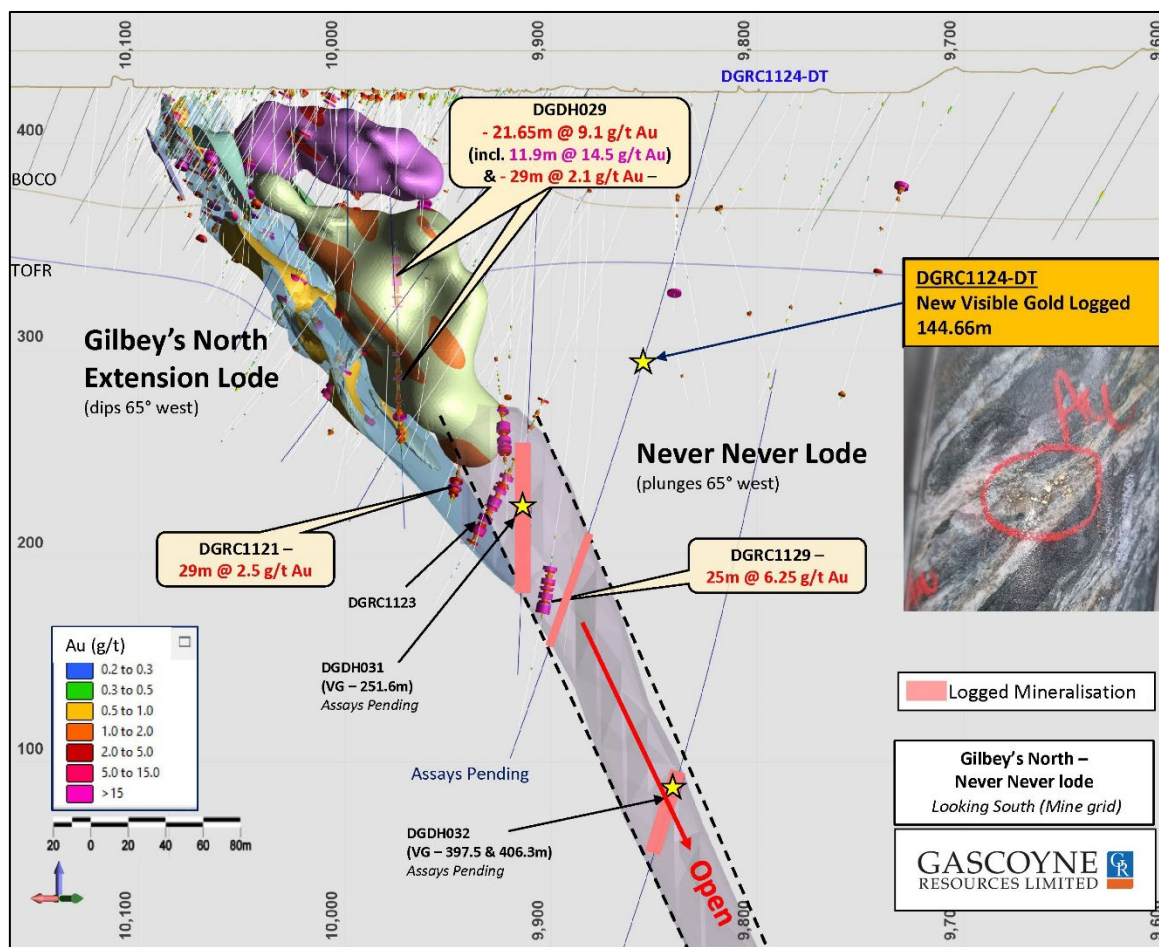 10,100
10,000
9,900
9,800
9,700
9,600
DGRC1124-DT
400
BOCO
TOFR
300
200
100
DGDH029
- 21.65m @ 9.1 g/t Au
(incl. 11.9m @ 14.5 g/t Au)
& - 29m @ 2.1 g/t Au –
DGRC1124-DT
New Visible Gold Logged
144.66m
Au
Gilbey's North
Extension Lode
(dips 65° west)
Never Never Lode
(plunges 65° west)
DGRC1121 –
29m @ 2.5 g/t Au
DGRC1129 –
25m @ 6.25 g/t Au
DGRC1123
DGDH031
(VG – 251.6m)
Assays Pending
Assays Pending
DGDH032
(VG – 397.5 & 406.3m)
Assays Pending
Open
Au (g/t)
0.2 to 0.3
0.3 to 0.5
0.5 to 1.0
1.0 to 2.0
2.0 to 5.0
5.0 to 15.0
>15
20 0 20 40 60 80m
Logged Mineralisation
Gilbey's North –
Never Never lode
Looking South (Mine grid)
GASCOYNE
RESOURCES LIMITED
GR
10,100
10,000
9,900
9,800
9,700
9,600